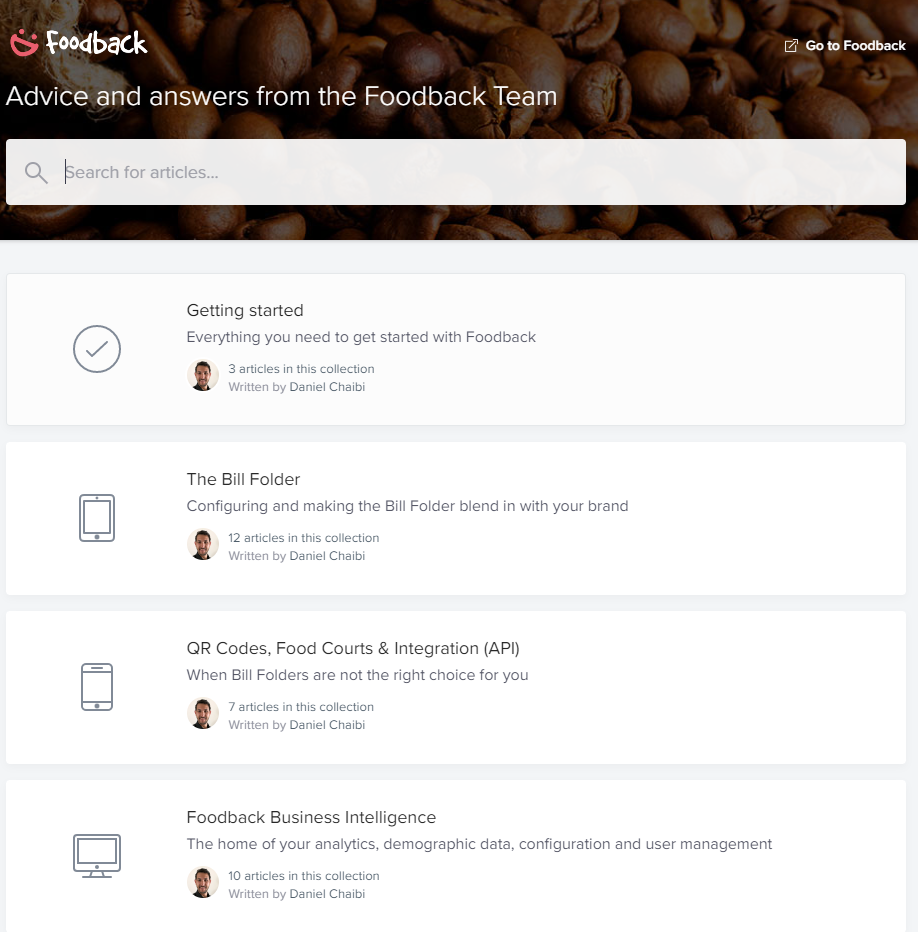 Foodback
Go to Foodback
Advice and answers from the Foodback Team
Search for articles...
Getting started
Everything you need to get started with Foodback
3 articles in this collection
Written by Daniel Chaibi
The Bill Folder
Configuring and making the Bill Folder blend in with your brand
12 articles in this collection
Written by Daniel Chaibi
QR Codes, Food Courts & Integration (API)
When Bill Folders are not the right choice for you
7 articles in this collection
Written by Daniel Chaibi
Foodback Business Intelligence
The home of your analytics, demographic data, configuration and user management
10 articles in this collection
Written by Daniel Chaibi